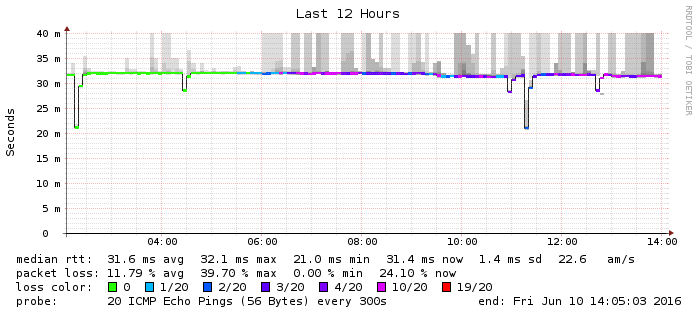 Last 12 Hours
RRDTOOL / TOBI OETIKER
Seconds
40 m
35 m
30 m
25 m
20 m
15 m
10 m
5 m
0
04:00 06:00 08:00 10:00 12:00 14:00
median rtt: 31.6 ms avg 32.1 ms max 21.0 ms min 31.4 ms now 1.4 ms sd 22.6 am/s
packet loss: 11.79 % avg 39.70 % max 0.00 % min 24.10 % now
loss color: 0 1/20 2/20 3/20 4/20 10/20 19/20
probe: 20 ICMP Echo Pings (56 Bytes) every 300s end: Fri Jun 10 14:05:03 2016